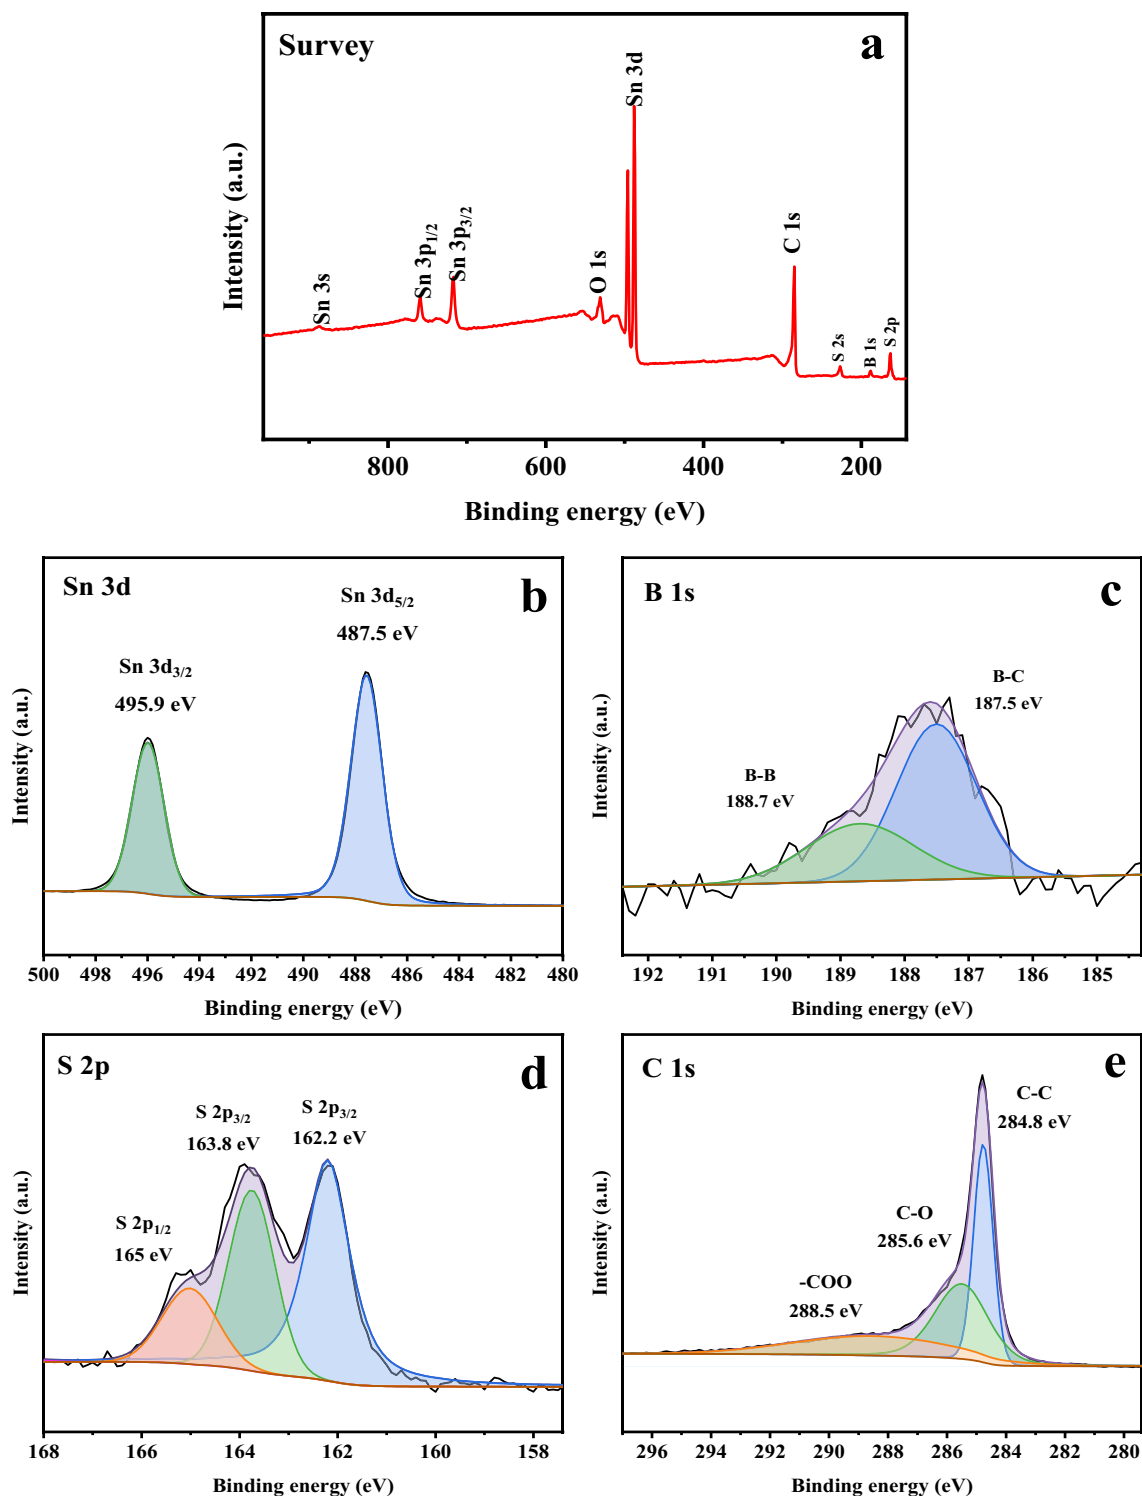 Survey
a
Sn 3s
Sn 3p1/2
Sn 3p3/2
O 1s
Sn 3d
C 1s
S 2s
B 1s
S 2p
Intensity (a.u.)
800
600
400
200
Binding energy (eV)
Sn 3d
b
Sn 3d5/2
487.5 eV
Sn 3d3/2
495.9 eV
Intensity (a.u.)
500 498 496 494 492 490 488 486 484 482 480
Binding energy (eV)
B 1s
c
B-C
187.5 eV
B-B
188.7 eV
Intensity (a.u.)
192 191 190 189 188 187 186 185
Binding energy (eV)
S 2p
d
S 2p3/2
163.8 eV
S 2p3/2
162.2 eV
S 2p1/2
165 eV
Intensity (a.u.)
168 166 164 162 160 158
Binding energy (eV)
C 1s
e
C-C
284.8 eV
C-O
285.6 eV
-COO
288.5 eV
Intensity (a.u.)
296 294 292 290 288 286 284 282 280
Binding energy (eV)